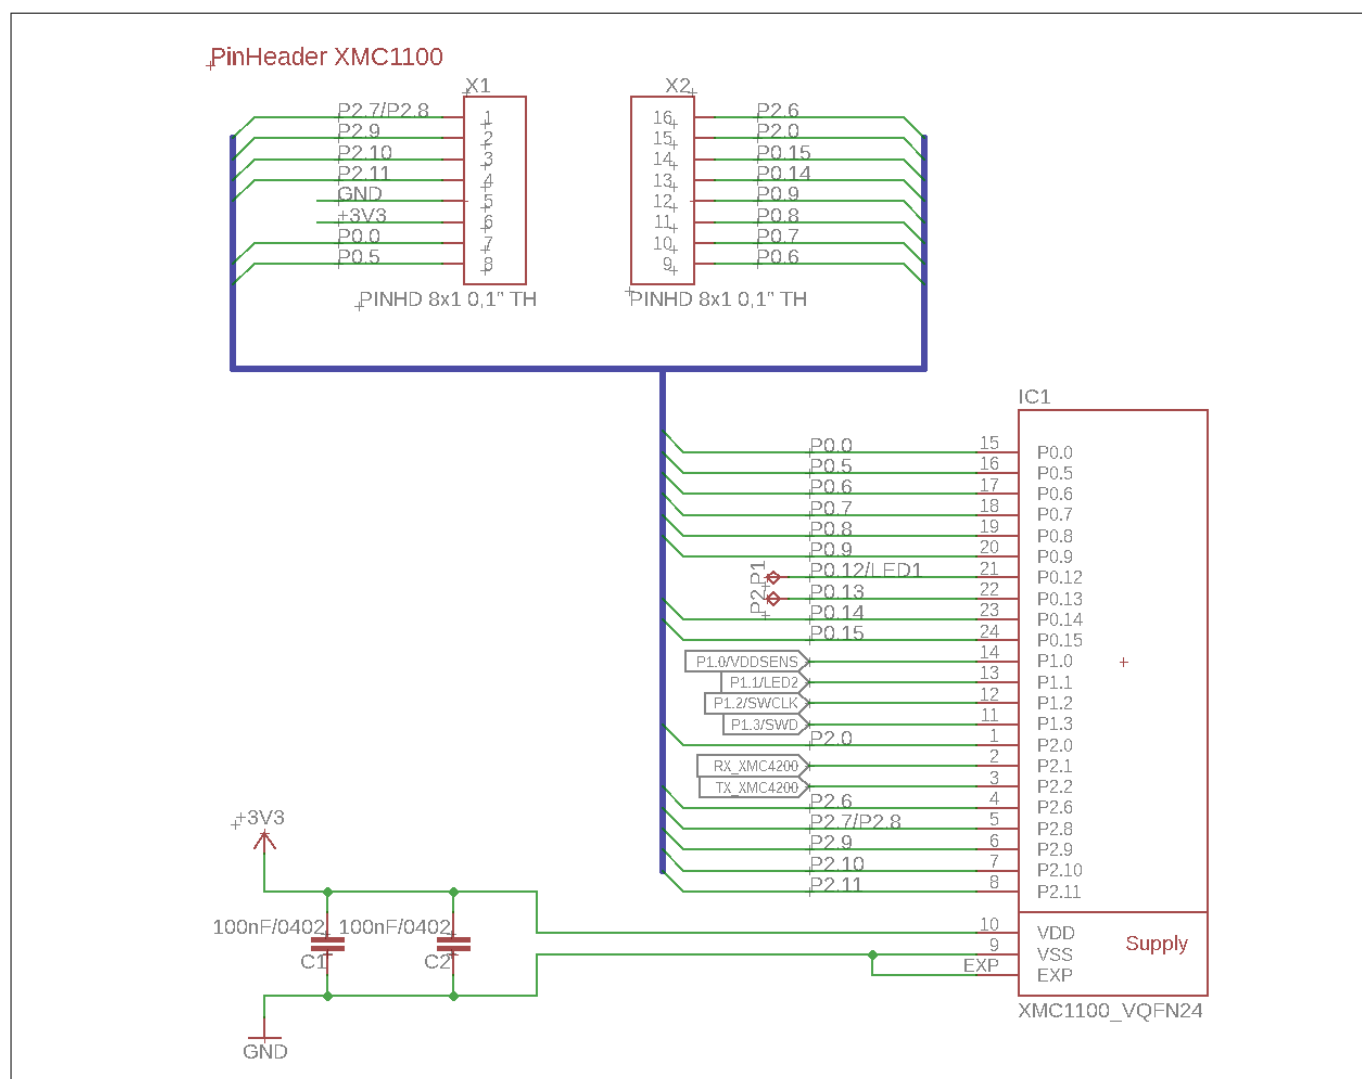 PinHeader XMC1100
X1
X2
P2.7/P2.8 1
P2.9 2
P2.10 3
P2.11 4
GND 5
+3V3 6
P0.0 7
P0.5 8
16 P2.6
15 P2.0
14 P0.15
13 P0.14
12 P0.9
11 P0.8
10 P0.7
9 P0.6
PINHD 8x1 0,1" TH
PINHD 8x1 0,1" TH
IC1
P0.0 15 P0.0
P0.5 16 P0.5
P0.6 17 P0.6
P0.7 18 P0.7
P0.8 19 P0.8
P0.9 20 P0.9
P1 P0.12/LED1 21 P0.12
P2 P0.13 22 P0.13
P0.14 23 P0.14
P0.15 24 P0.15
P1.0/VDDSENS 14 P1.0
P1.1/LED2 13 P1.1
P1.2/SWCLK 12 P1.2
P1.3/SWD 11 P1.3
P2.0 1 P2.0
RX_XMC4200 2 P2.1
TX_XMC4200 3 P2.2
P2.6 4 P2.6
P2.7/P2.8 5 P2.8
P2.9 6 P2.9
P2.10 7 P2.10
P2.11 8 P2.11
10 VDD
9 VSS
EXP EXP
Supply
XMC1100_VQFN24
+3V3
100nF/0402
C1
100nF/0402
C2
GND